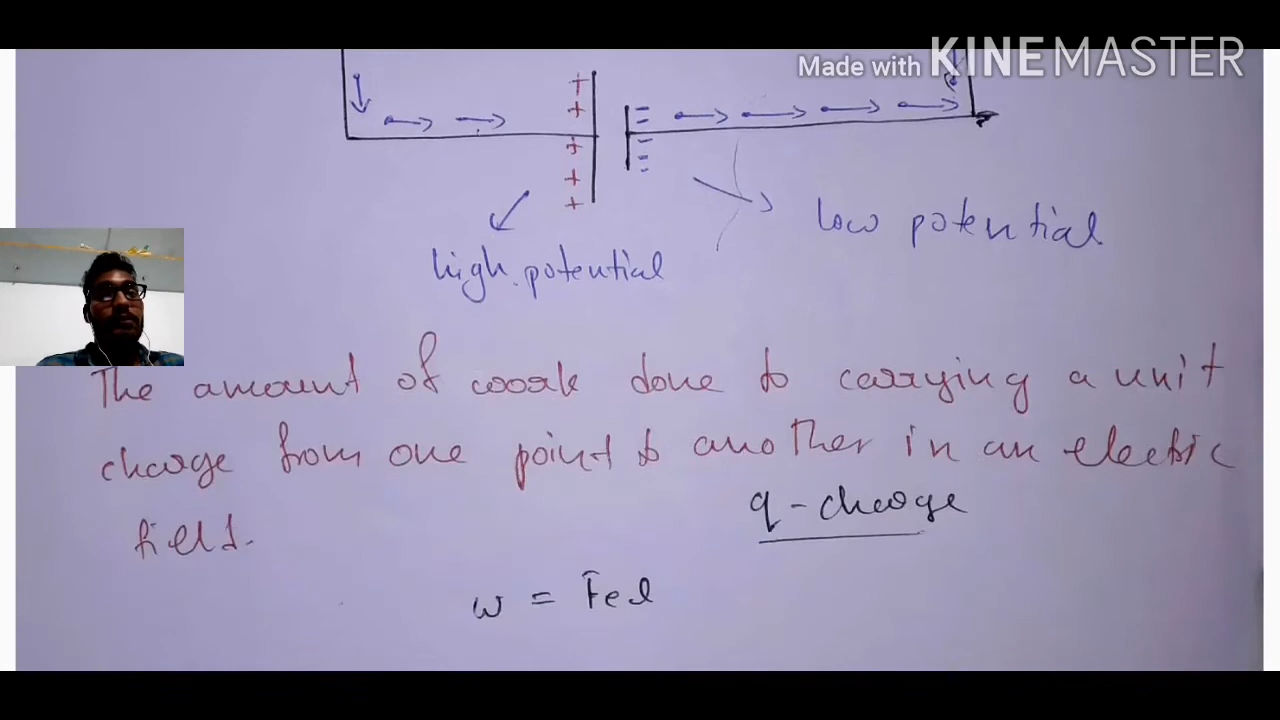 Made with KINEMASTER
low potential
high potential
The amount of work done to carrying a unit
charge from one point to another in an electric
field.
q - charge
w = Fel